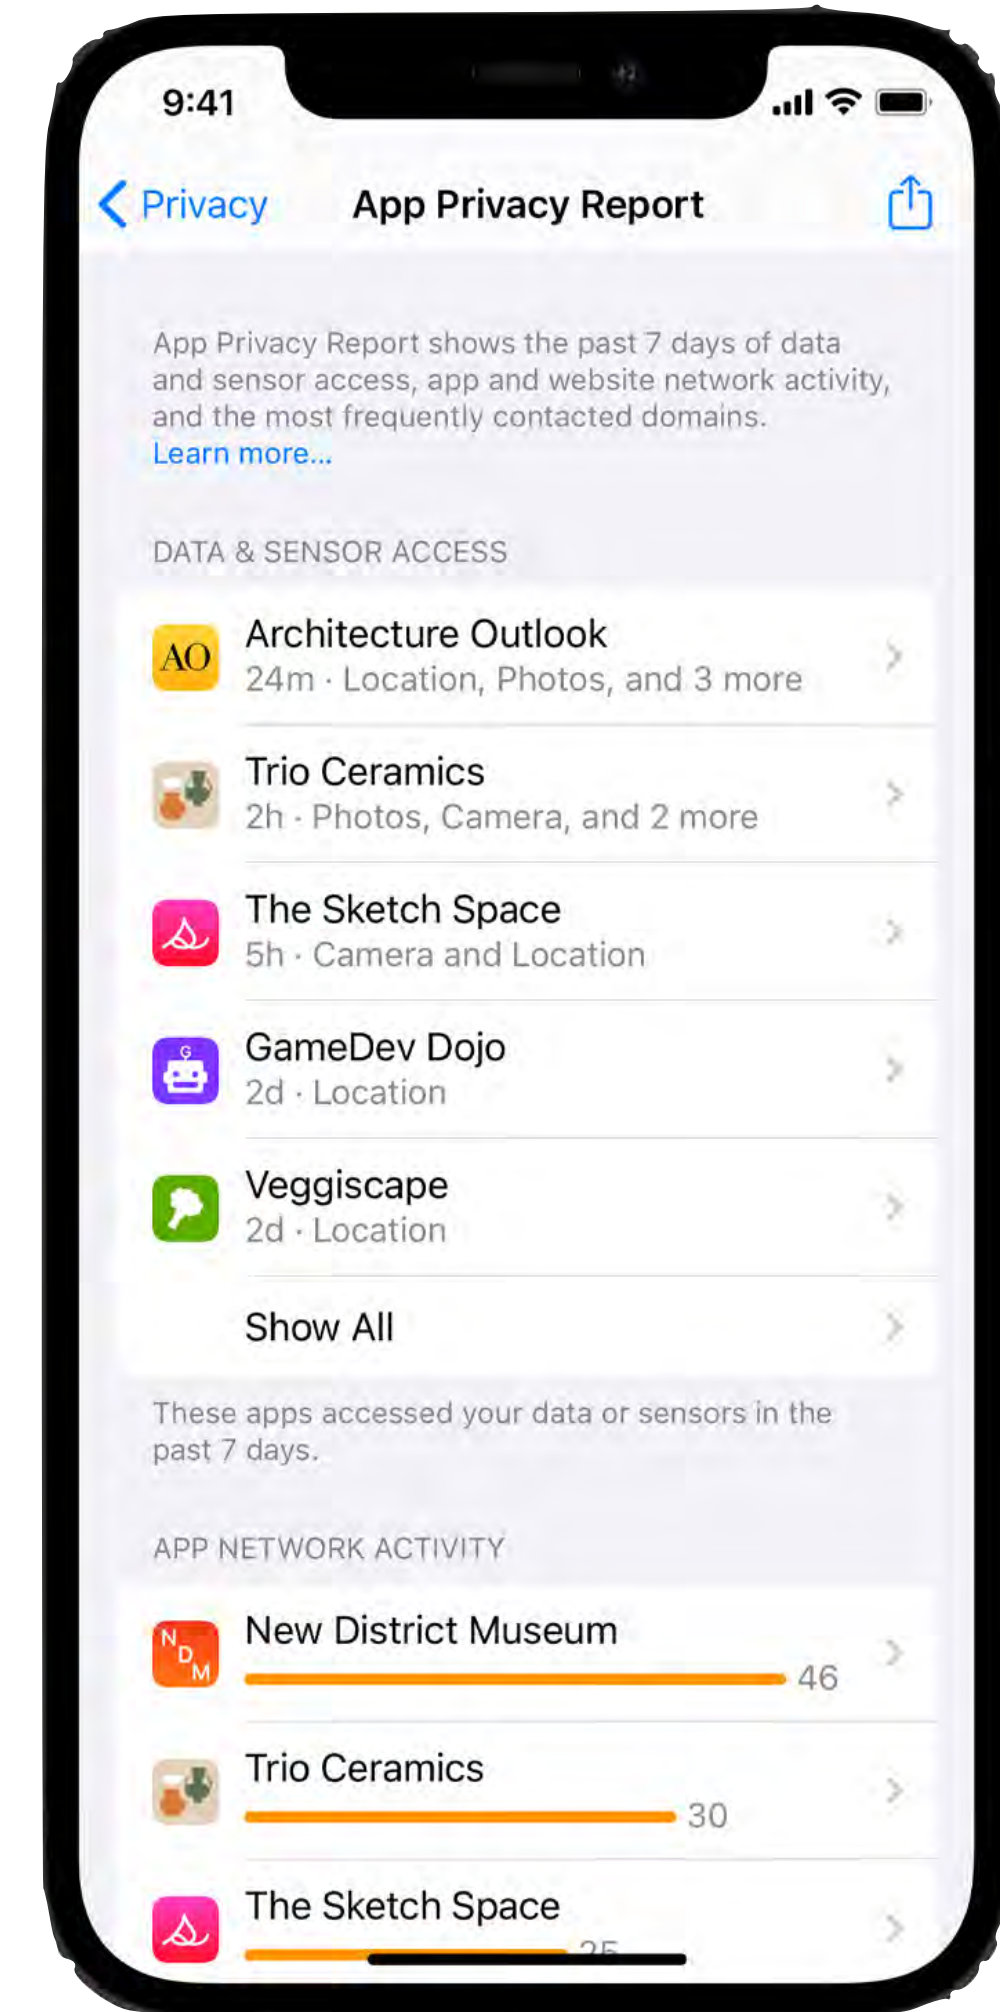 9:41
Privacy
App Privacy Report
App Privacy Report shows the past 7 days of data
and sensor access, app and website network activity,
and the most frequently contacted domains.
Learn more...
DATA & SENSOR ACCESS
AO
Architecture Outlook
24m · Location, Photos, and 3 more
Trio Ceramics
2h · Photos, Camera, and 2 more
The Sketch Space
5h · Camera and Location
G
GameDev Dojo
2d · Location
Veggiscape
2d · Location
Show All
These apps accessed your data or sensors in the
past 7 days.
APP NETWORK ACTIVITY
NDM
New District Museum
46
Trio Ceramics
30
The Sketch Space